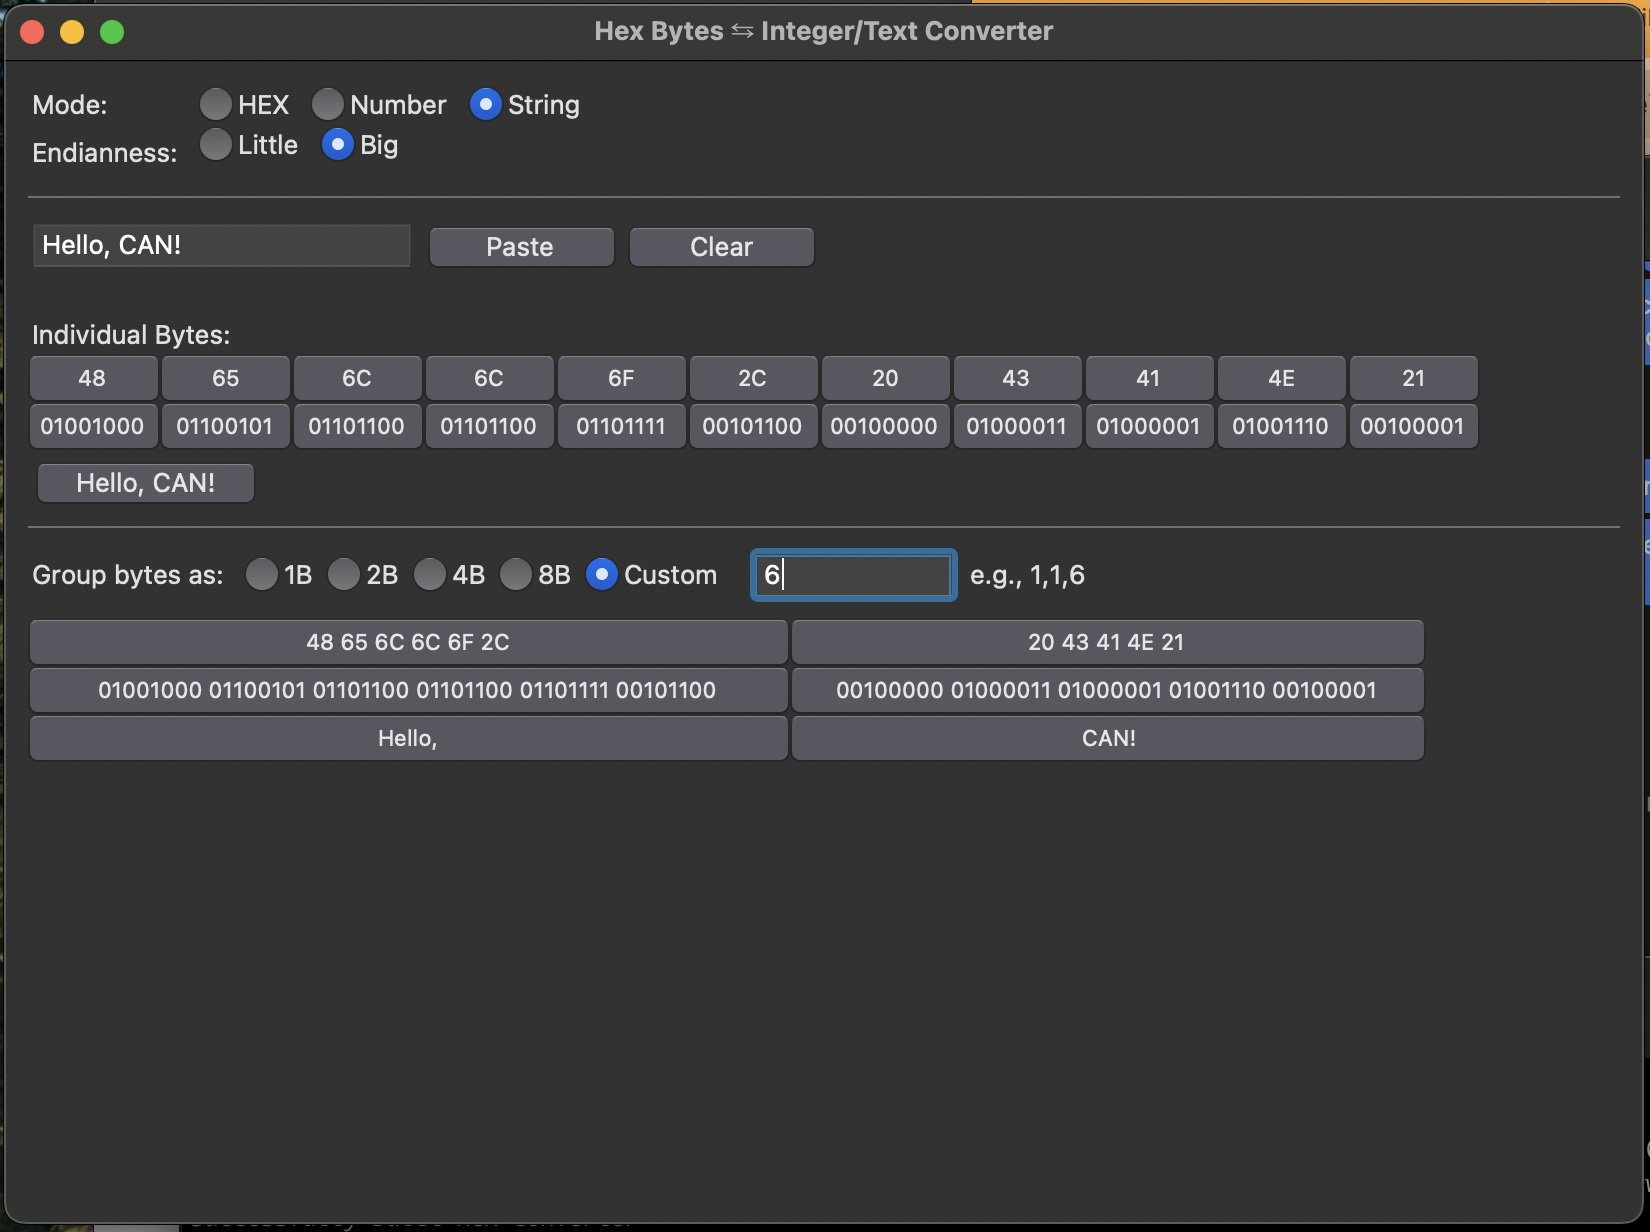 Hex Bytes ⇆ Integer/Text Converter
Mode: HEX Number String
Endianness: Little Big
Hello, CAN! Paste Clear
Individual Bytes:
48 65 6C 6C 6F 2C 20 43 41 4E 21
01001000 01100101 01101100 01101100 01101111 00101100 00100000 01000011 01000001 01001110 00100001
Hello, CAN!
Group bytes as: 1B 2B 4B 8B Custom 6 e.g., 1,1,6
48 65 6C 6C 6F 2C 20 43 41 4E 21
01001000 01100101 01101100 01101100 01101111 00101100 00100000 01000011 01000001 01001110 00100001
Hello, CAN!